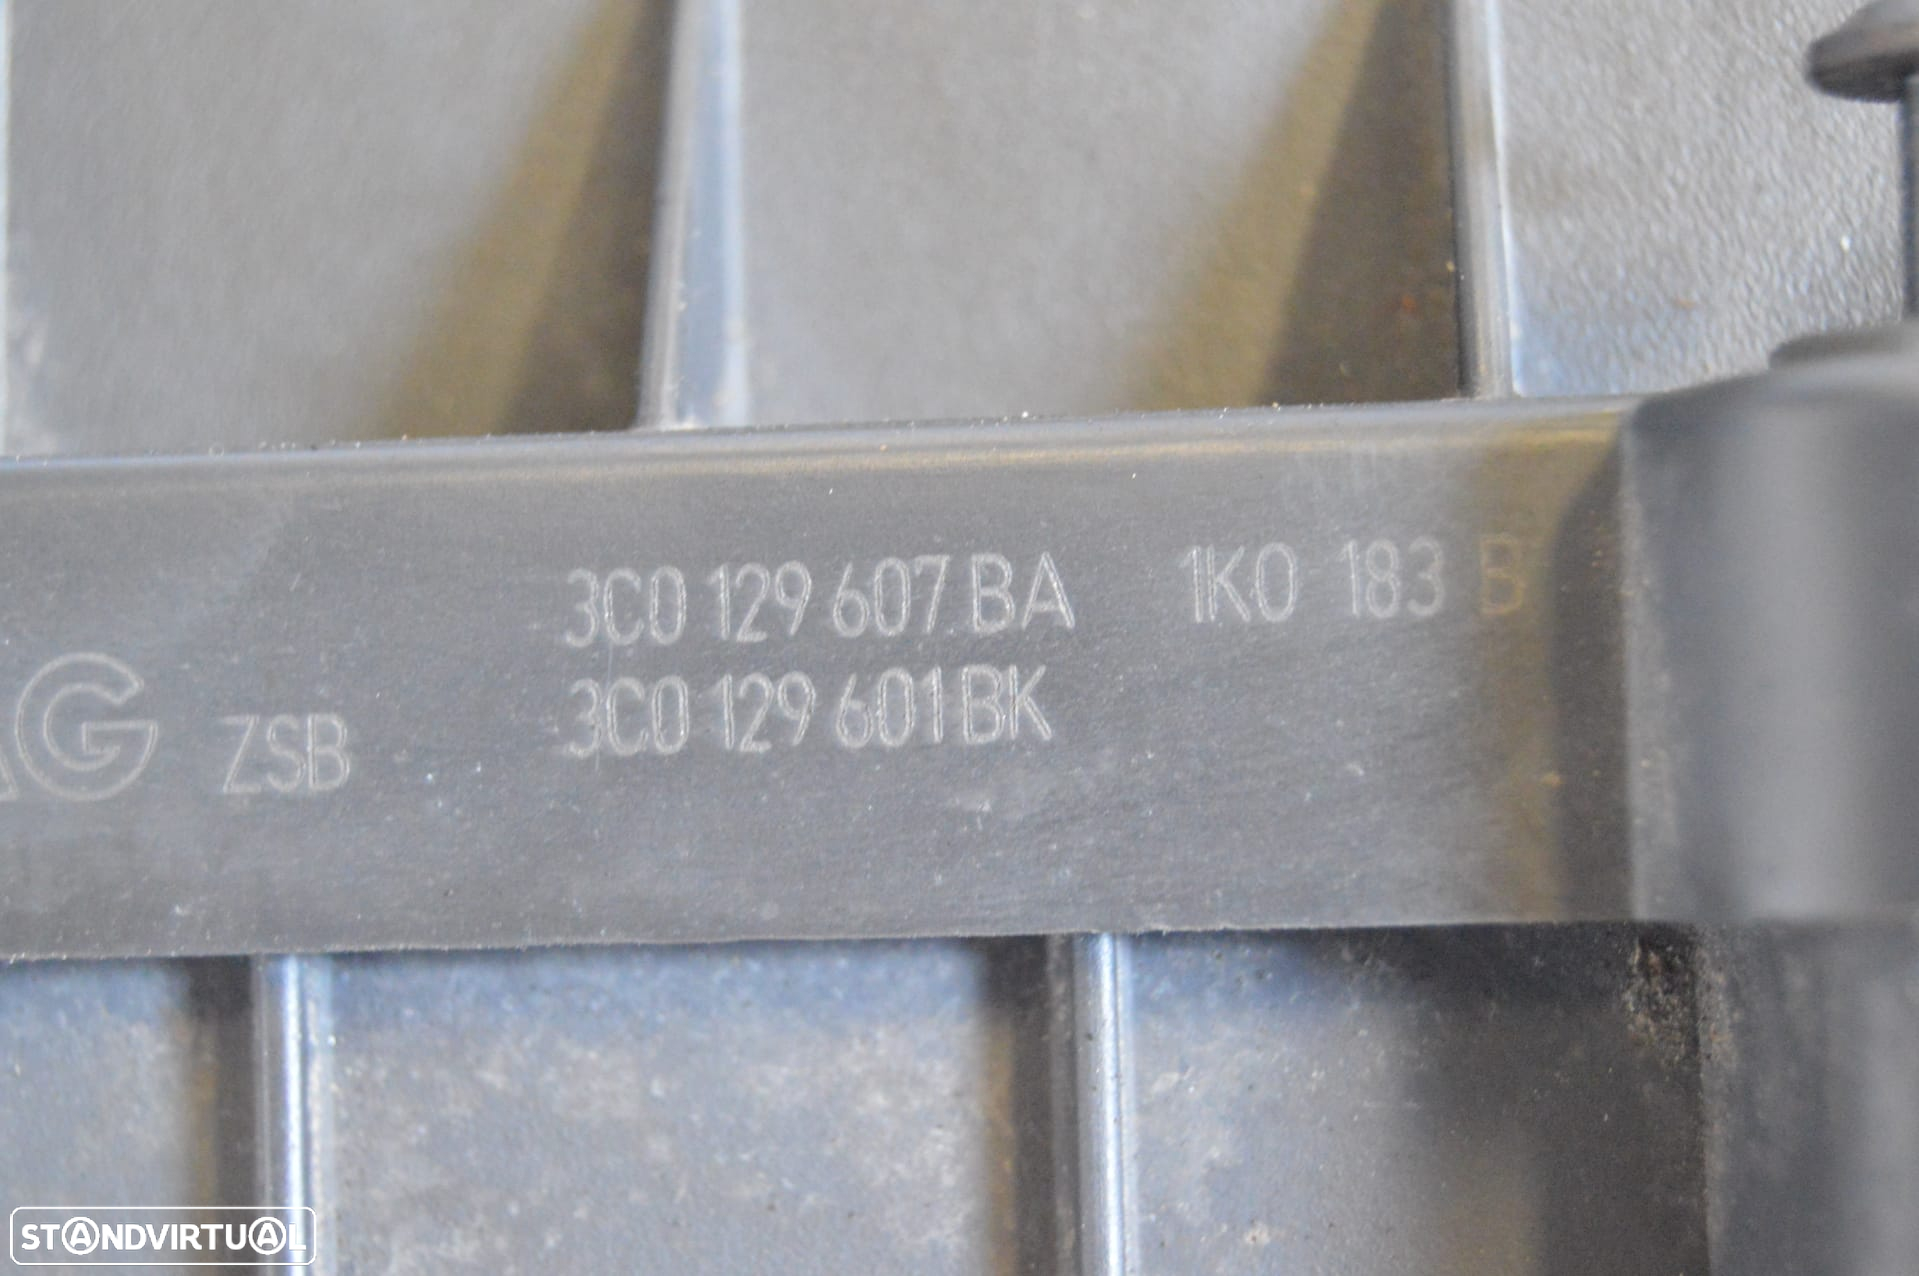 3C0 129 607 BA 1K0 183 B
AG ZSB 3C0 129 601 BK
STANDVIRTUAL